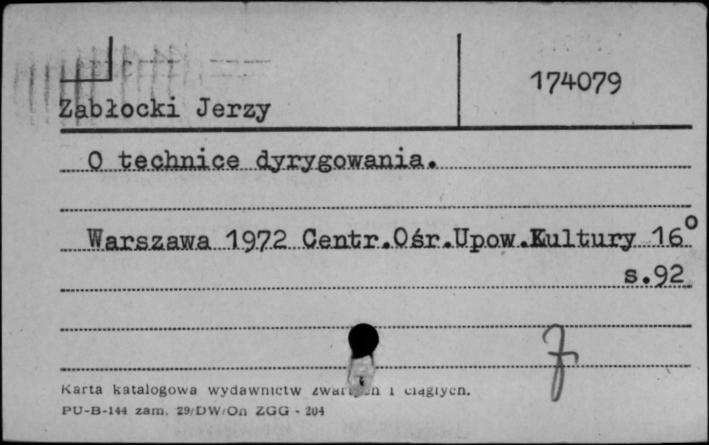 174079
Zabłocki Jerzy
O technice dyrygowania.
Warszawa 1972 Centr.Ośr.Upow.Kultury 16°
s.92
Karta katalogowa wydawnictw i ciągłych.
PU-B-144 zam. 29/DW/On ZGG - 204